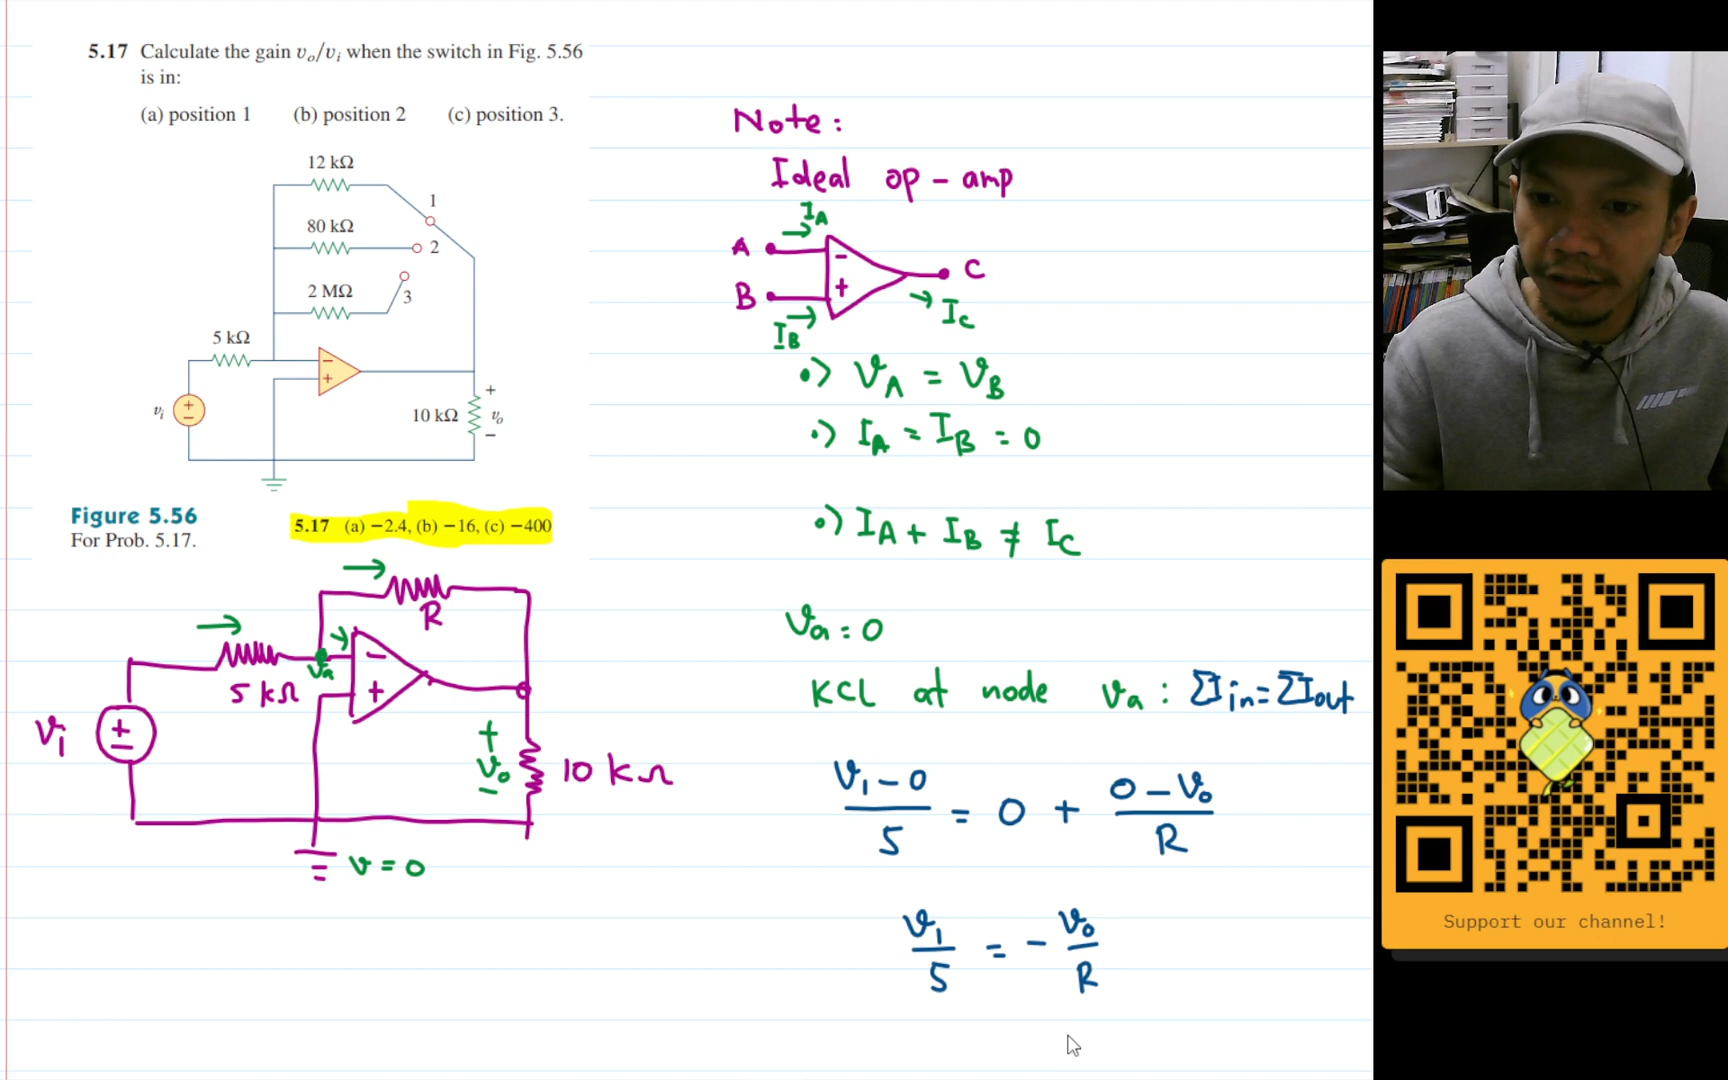 5.17 Calculate the gain vₒ/vᵢ when the switch in Fig. 5.56
is in:
(a) position 1 (b) position 2 (c) position 3.
12 kΩ
1
80 kΩ
2
2 MΩ
3
5 kΩ
−
+
vᵢ
+
−
10 kΩ
+
vₒ
−
Figure 5.56
For Prob. 5.17.
5.17 (a) −2.4, (b) −16, (c) −400
R
5 kΩ
va
−
+
Vi
+
−
+
vo
−
10 kΩ
v = 0
Note:
Ideal op-amp
IA
A
−
C
B
+
IB
IC
•) VA = VB
•) IA = IB = 0
•) IA + IB ≠ IC
va = 0
KCL at node va : ΣIin = ΣIout
V1 − 0 / 5 = 0 + 0 − Vo / R
V1 / 5 = − Vo / R
Support our channel!